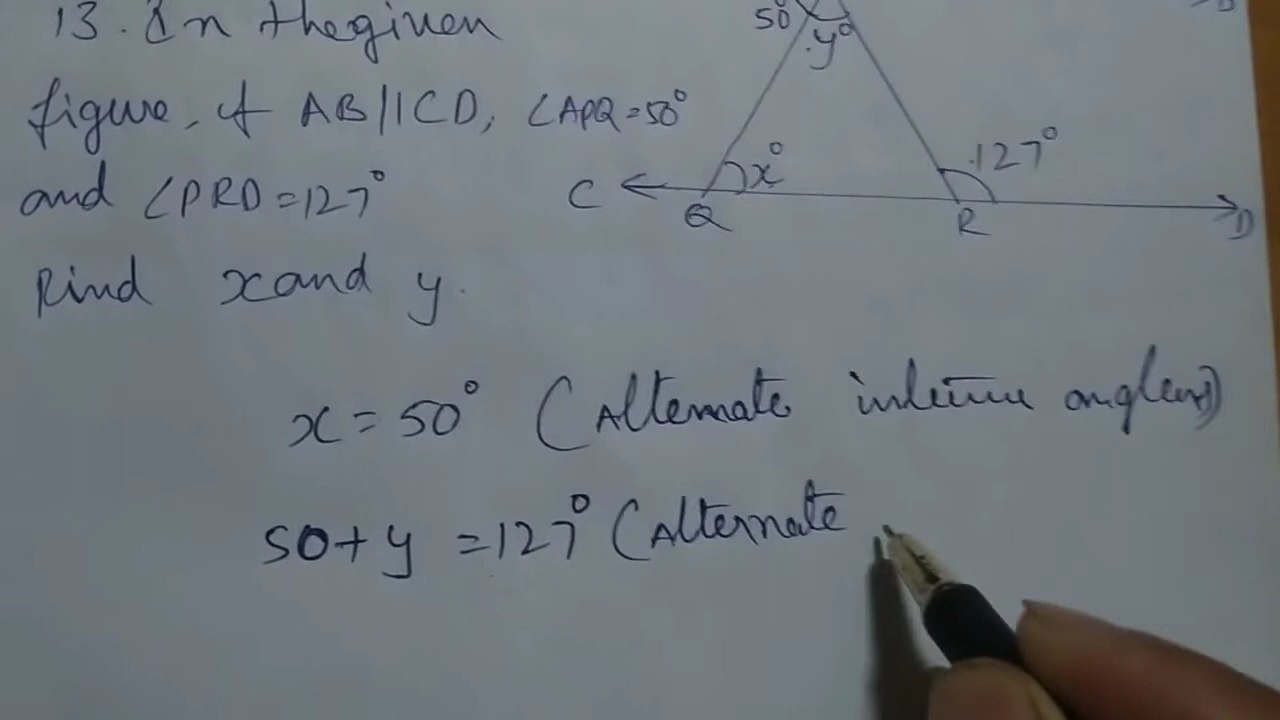 13. In the given
figure, if AB||CD, ∠APQ=50°
and ∠PRD=127°
Find x and y.
50°
y°
x°
127°
C
Q
R
D
x=50° (Alternate interior angles)
50+y =127° (Alternate